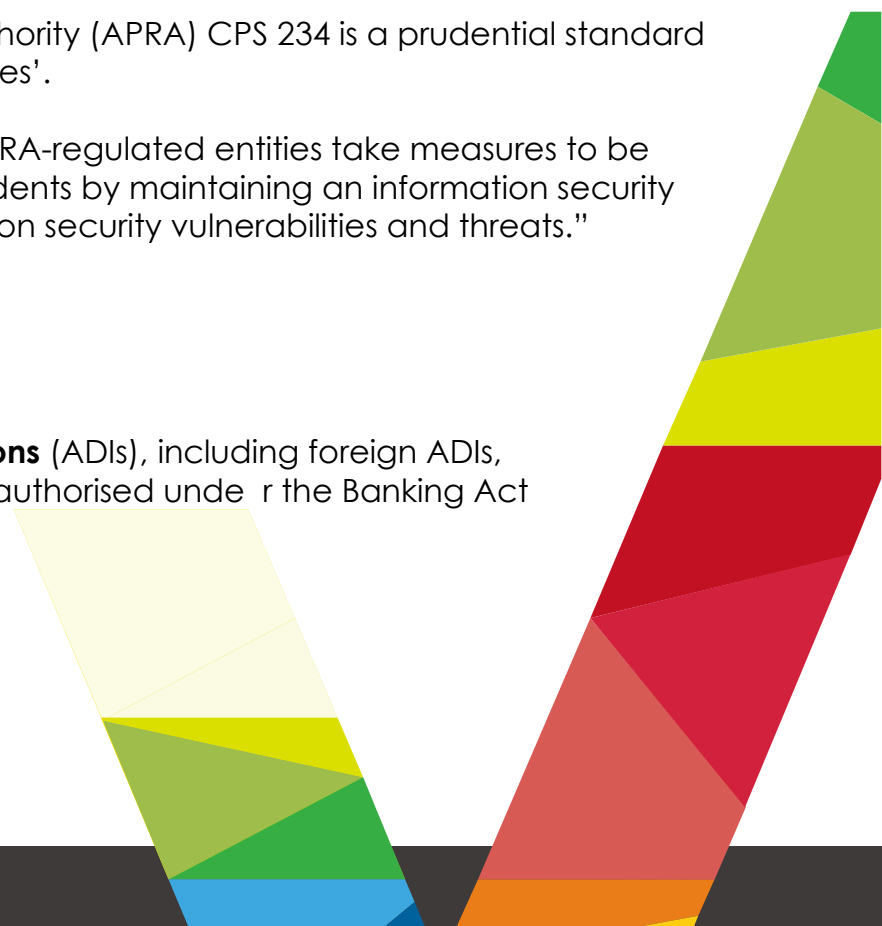 hority (APRA) CPS 234 is a prudential standard
es’.
RA-regulated entities take measures to be
dents by maintaining an information security
on security vulnerabilities and threats.”
ons (ADIs), including foreign ADIs,
authorised unde r the Banking Act